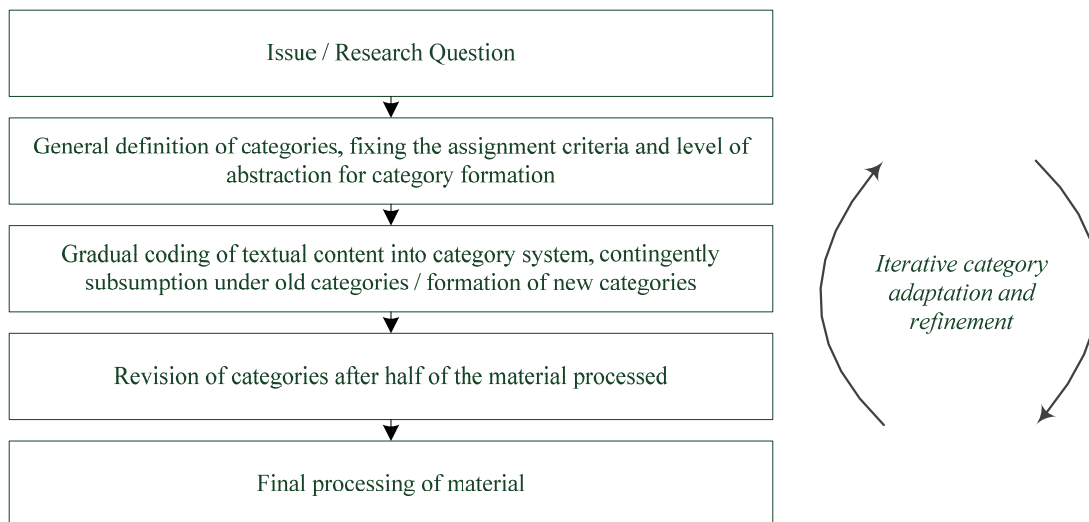 Issue / Research Question
General definition of categories, fixing the assignment criteria and level of
abstraction for category formation
Gradual coding of textual content into category system, contingently
subsumption under old categories / formation of new categories
Revision of categories after half of the material processed
Final processing of material
Iterative category
adaptation and
refinement